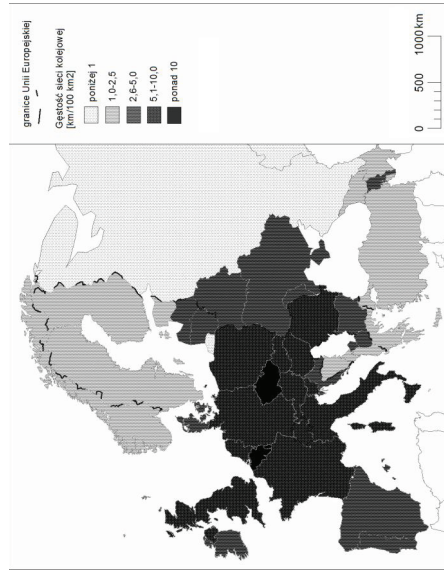 granice Unii Europejskiej
Gęstość sieci kolejowej
[km/100 km2]
poniżej 1
1,0-2,5
2,6-5,0
5,1-10,0
ponad 10
0 500 1000 km